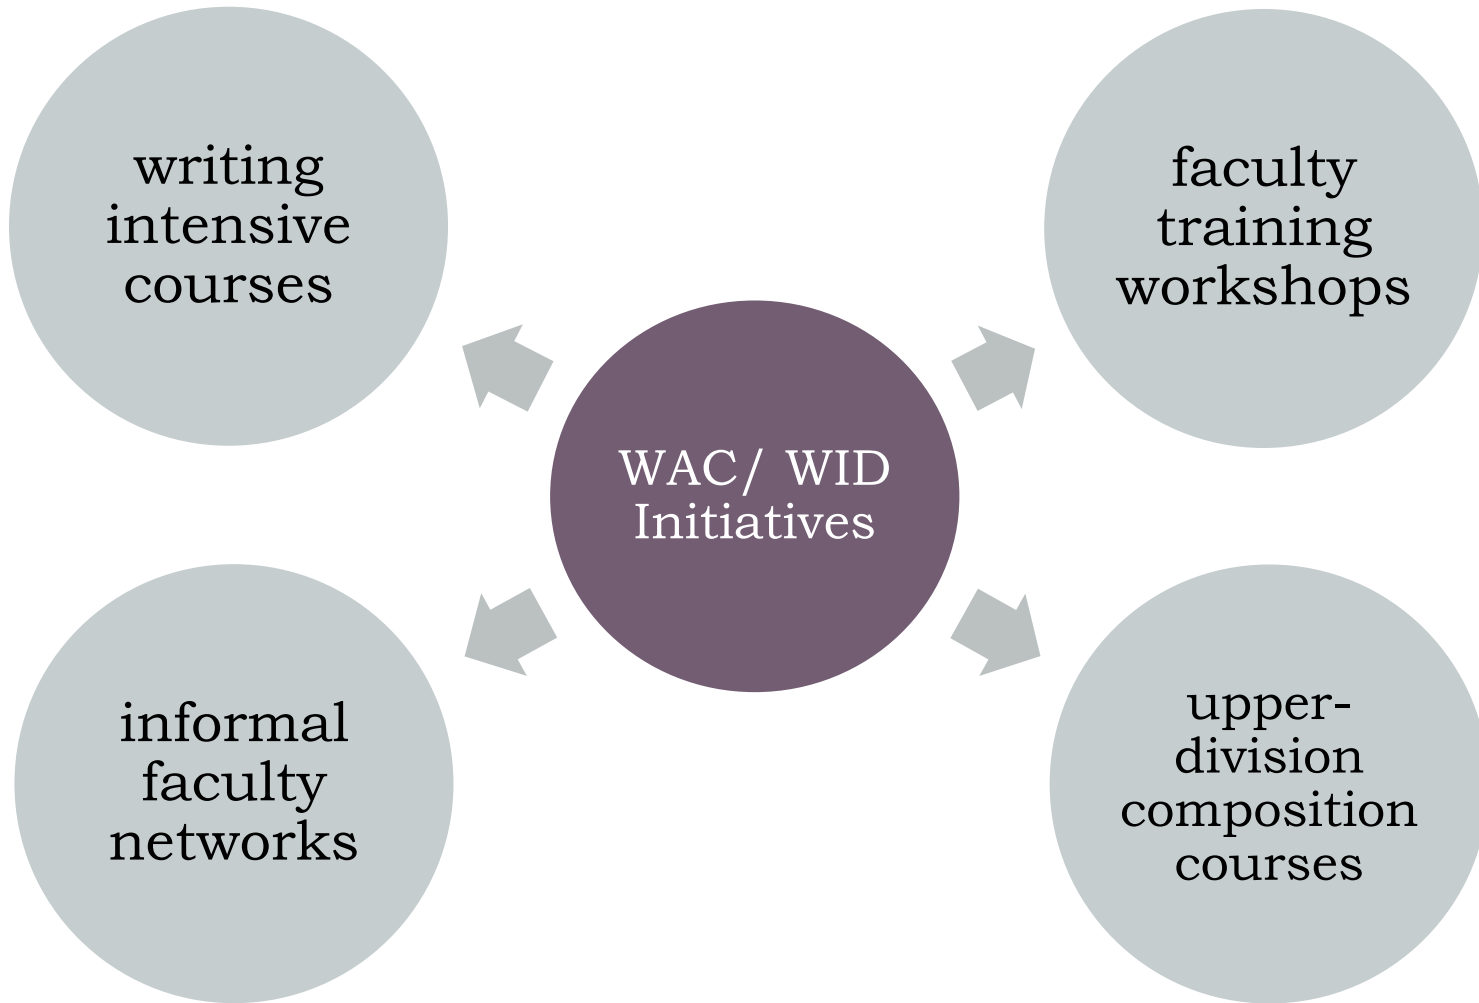 writing
intensive
courses
faculty
training
workshops
WAC/ WID
Initiatives
informal
faculty
networks
upper-
division
composition
courses